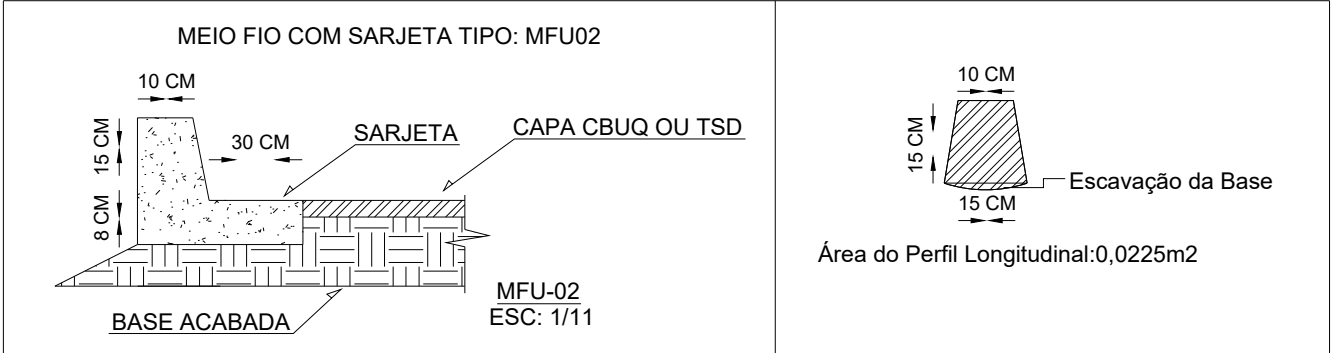 MEIO FIO COM SARJETA TIPO: MFU02
10 CM
15 CM
30 CM
SARJETA
CAPA CBUQ OU TSD
8 CM
BASE ACABADA
MFU-02
ESC: 1/11
10 CM
15 CM
Escavação da Base
15 CM
Área do Perfil Longitudinal:0,0225m2